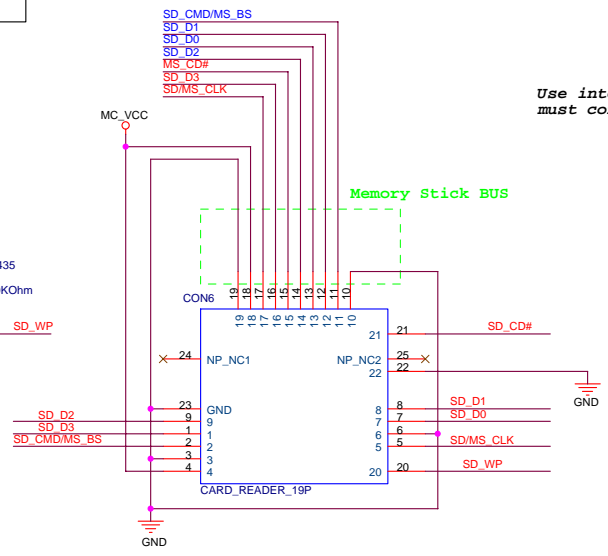 SD_CMD/MS_BS
SD_D1
SD_D0
SD_D2
MS_CD#
SD_D3
SD/MS_CLK
MC_VCC
Use int
must co
Memory Stick BUS
435
KOhm
CON6
19 18 17 16 15 14 13 12 11 10
19 18 17 16 15 14 13 12 11 10
SD_WP
21 21 SD_CD#
24 NP_NC1
NP_NC2 25
22 22
GND
23 GND
8 8 SD_D1
SD_D2 9 9
7 7 SD_D0
SD_D3 1 1
6 6
SD_CMD/MS_BS 2 2
5 5 SD/MS_CLK
3 3
4 4
20 20 SD_WP
CARD_READER_19P
GND